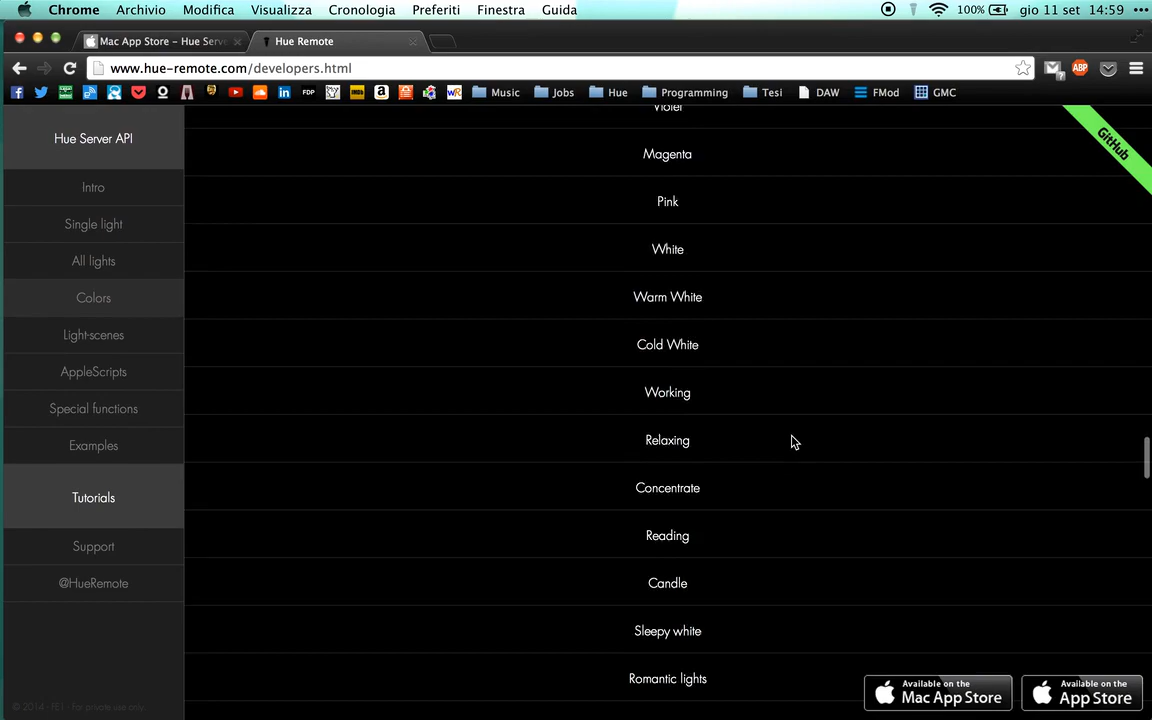 Chrome Archivio Modifica Visualizza Cronologia Preferiti Finestra Guida 100% gio 11 set 14:59
Mac App Store – Hue Serve
Hue Remote
www.hue-remote.com/developers.html
Music Jobs Hue Programming Tesi DAW FMod GMC
Hue Server API
Intro
Single light
All lights
Colors
Light-scenes
AppleScripts
Special functions
Examples
Tutorials
Support
@HueRemote
Violet
Magenta
Pink
White
Warm White
Cold White
Working
Relaxing
Concentrate
Reading
Candle
Sleepy white
Romantic lights
GitHub
Available on the
Mac App Store
Available on the
App Store